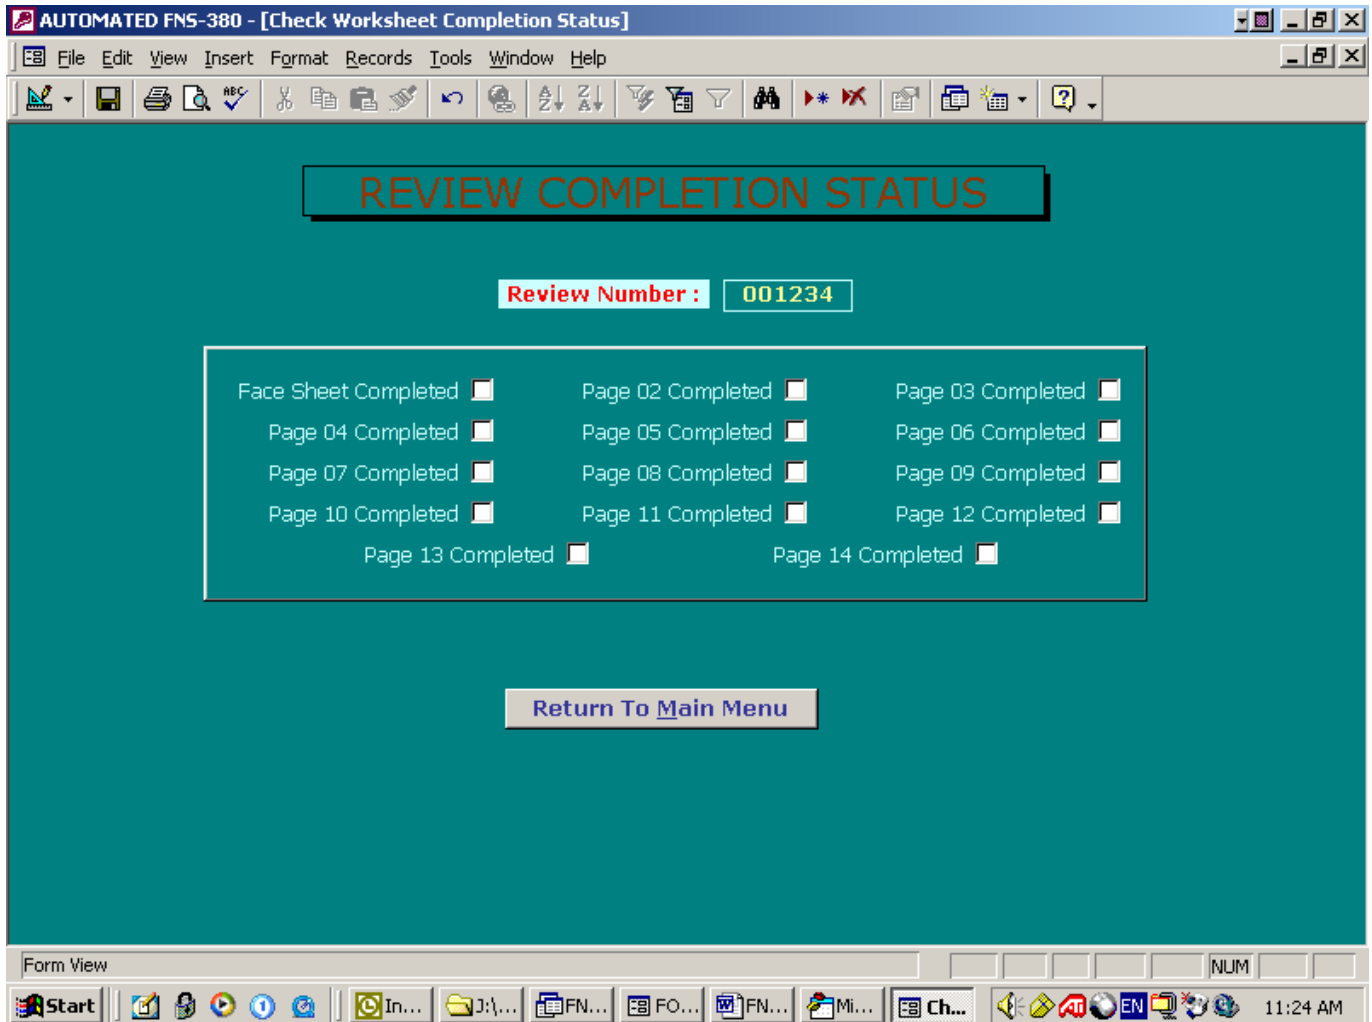 AUTOMATED FNS-380 - [Check Worksheet Completion Status]
File Edit View Insert Format Records Tools Window Help
REVIEW COMPLETION STATUS
Review Number : 001234
Face Sheet Completed Page 02 Completed Page 03 Completed
Page 04 Completed Page 05 Completed Page 06 Completed
Page 07 Completed Page 08 Completed Page 09 Completed
Page 10 Completed Page 11 Completed Page 12 Completed
Page 13 Completed Page 14 Completed
Return To Main Menu
Form View NUM
Start In... J:\... FN... FO... FN... Mi... Ch... EN 11:24 AM